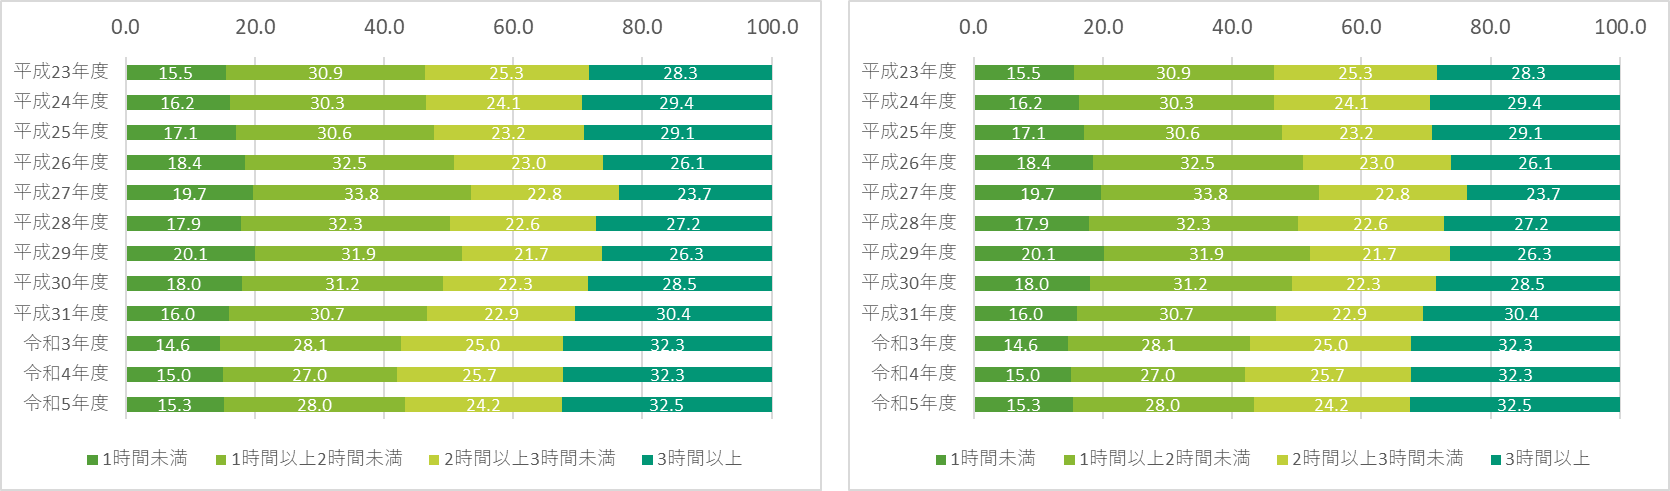 0.0 20.0 40.0 60.0 80.0 100.0
平成23年度 15.5 30.9 25.3 28.3
平成24年度 16.2 30.3 24.1 29.4
平成25年度 17.1 30.6 23.2 29.1
平成26年度 18.4 32.5 23.0 26.1
平成27年度 19.7 33.8 22.8 23.7
平成28年度 17.9 32.3 22.6 27.2
平成29年度 20.1 31.9 21.7 26.3
平成30年度 18.0 31.2 22.3 28.5
平成31年度 16.0 30.7 22.9 30.4
令和3年度 14.6 28.1 25.0 32.3
令和4年度 15.0 27.0 25.7 32.3
令和5年度 15.3 28.0 24.2 32.5
1時間未満 1時間以上2時間未満 2時間以上3時間未満 3時間以上
0.0 20.0 40.0 60.0 80.0 100.0
平成23年度 15.5 30.9 25.3 28.3
平成24年度 16.2 30.3 24.1 29.4
平成25年度 17.1 30.6 23.2 29.1
平成26年度 18.4 32.5 23.0 26.1
平成27年度 19.7 33.8 22.8 23.7
平成28年度 17.9 32.3 22.6 27.2
平成29年度 20.1 31.9 21.7 26.3
平成30年度 18.0 31.2 22.3 28.5
平成31年度 16.0 30.7 22.9 30.4
令和3年度 14.6 28.1 25.0 32.3
令和4年度 15.0 27.0 25.7 32.3
令和5年度 15.3 28.0 24.2 32.5
1時間未満 1時間以上2時間未満 2時間以上3時間未満 3時間以上